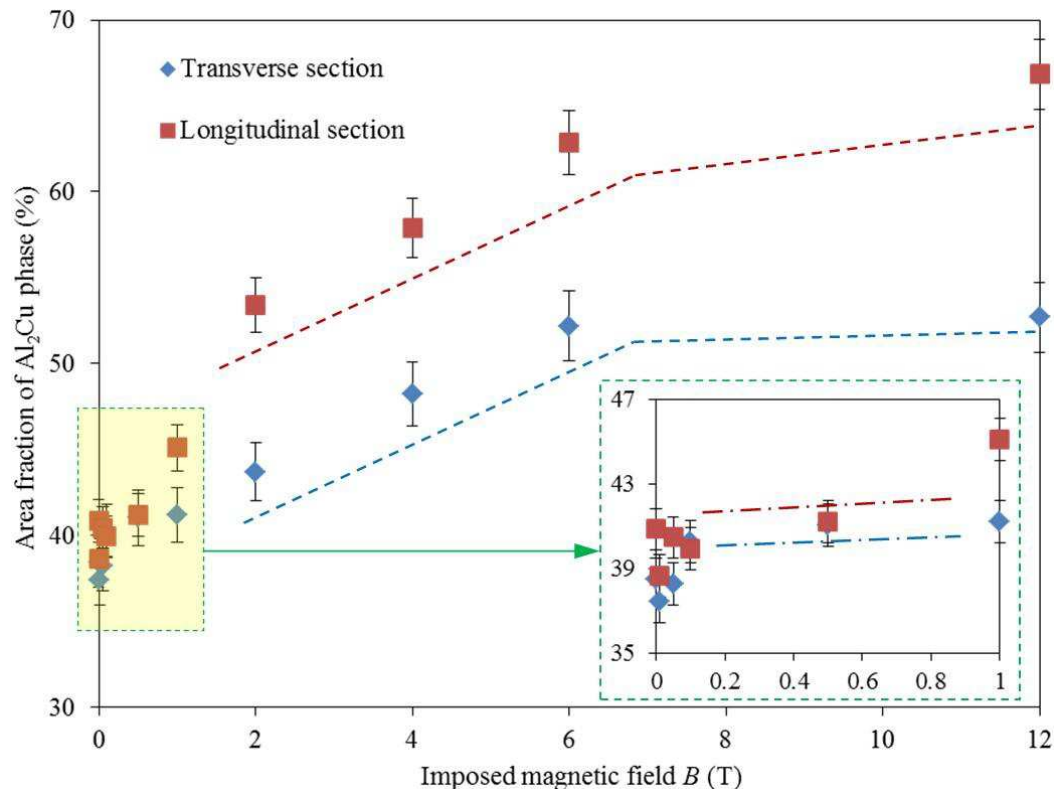 70
Transverse section
Longitudinal section
60
50
47
43
40
39
35
0 0.2 0.4 0.6 0.8 1
30
0 2 4 6 8 10 12
Area fraction of Al₂Cu phase (%)
Imposed magnetic field B (T)